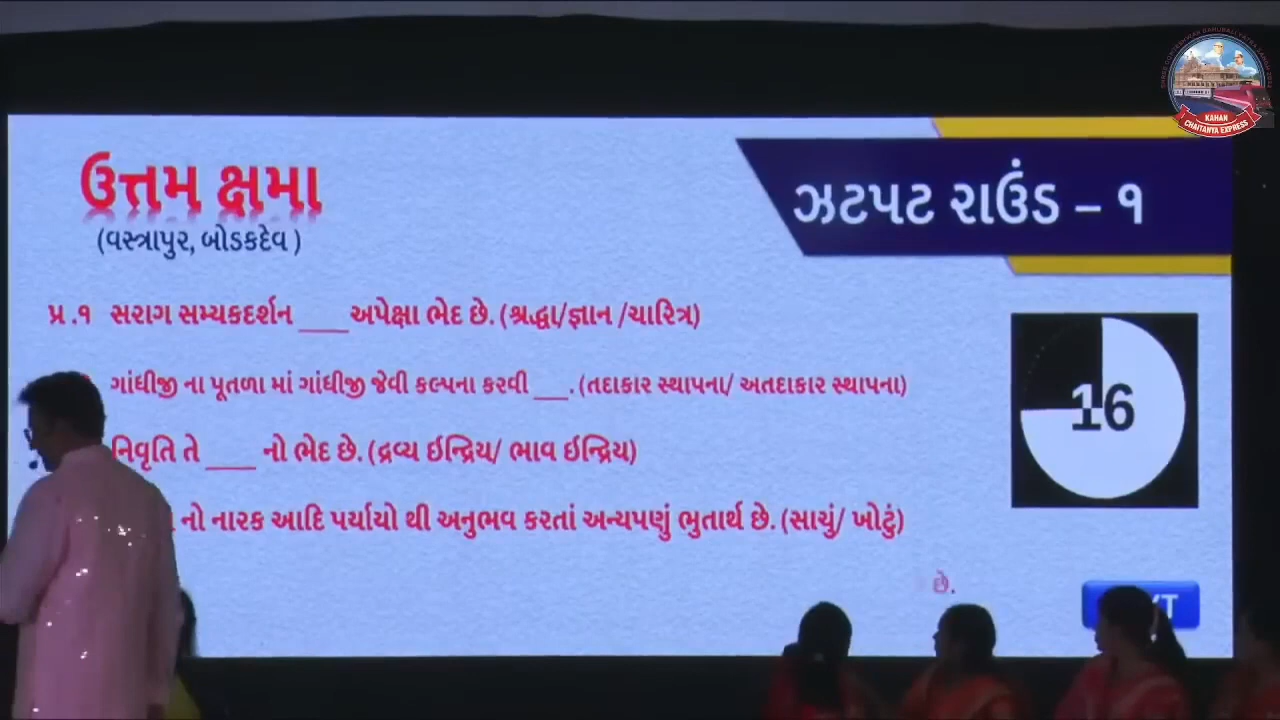 KAHAN
CHAITANYA EXPRESS
ઉત્તમ ક્ષમા
(વસ્ત્રાપુર, બોડકદેવ )
ઝટપટ રાઉંડ – ૧
પ્ર .૧ સરાગ સમ્યકદર્શન ____ અપેક્ષા ભેદ છે. (શ્રદ્ધા/જ્ઞાન /ચારિત્ર)
ગાંધીજી ના પૂતળા માં ગાંધીજી જેવી કલ્પના કરવી ___. (તદાકાર સ્થાપના/ અતદાકાર સ્થાપના)
નિવૃતિ તે ____ નો ભેદ છે. (દ્રવ્ય ઇન્દ્રિય/ ભાવ ઇન્દ્રિય)
નો નારક આદિ પર્યાયો થી અનુભવ કરતાં અન્યપણું ભુતાર્થ છે. (સાચું/ ખોટું)
છે.
16